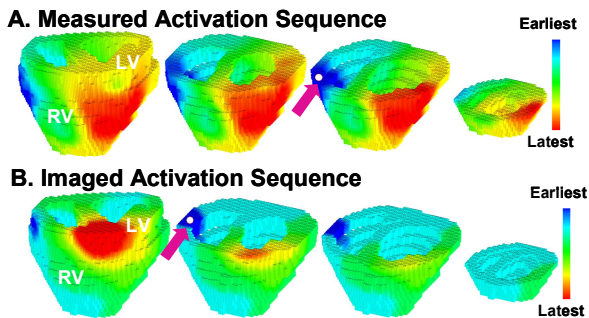 A. Measured Activation Sequence
Earliest
LV
RV
Latest
B. Imaged Activation Sequence
Earliest
LV
RV
Latest